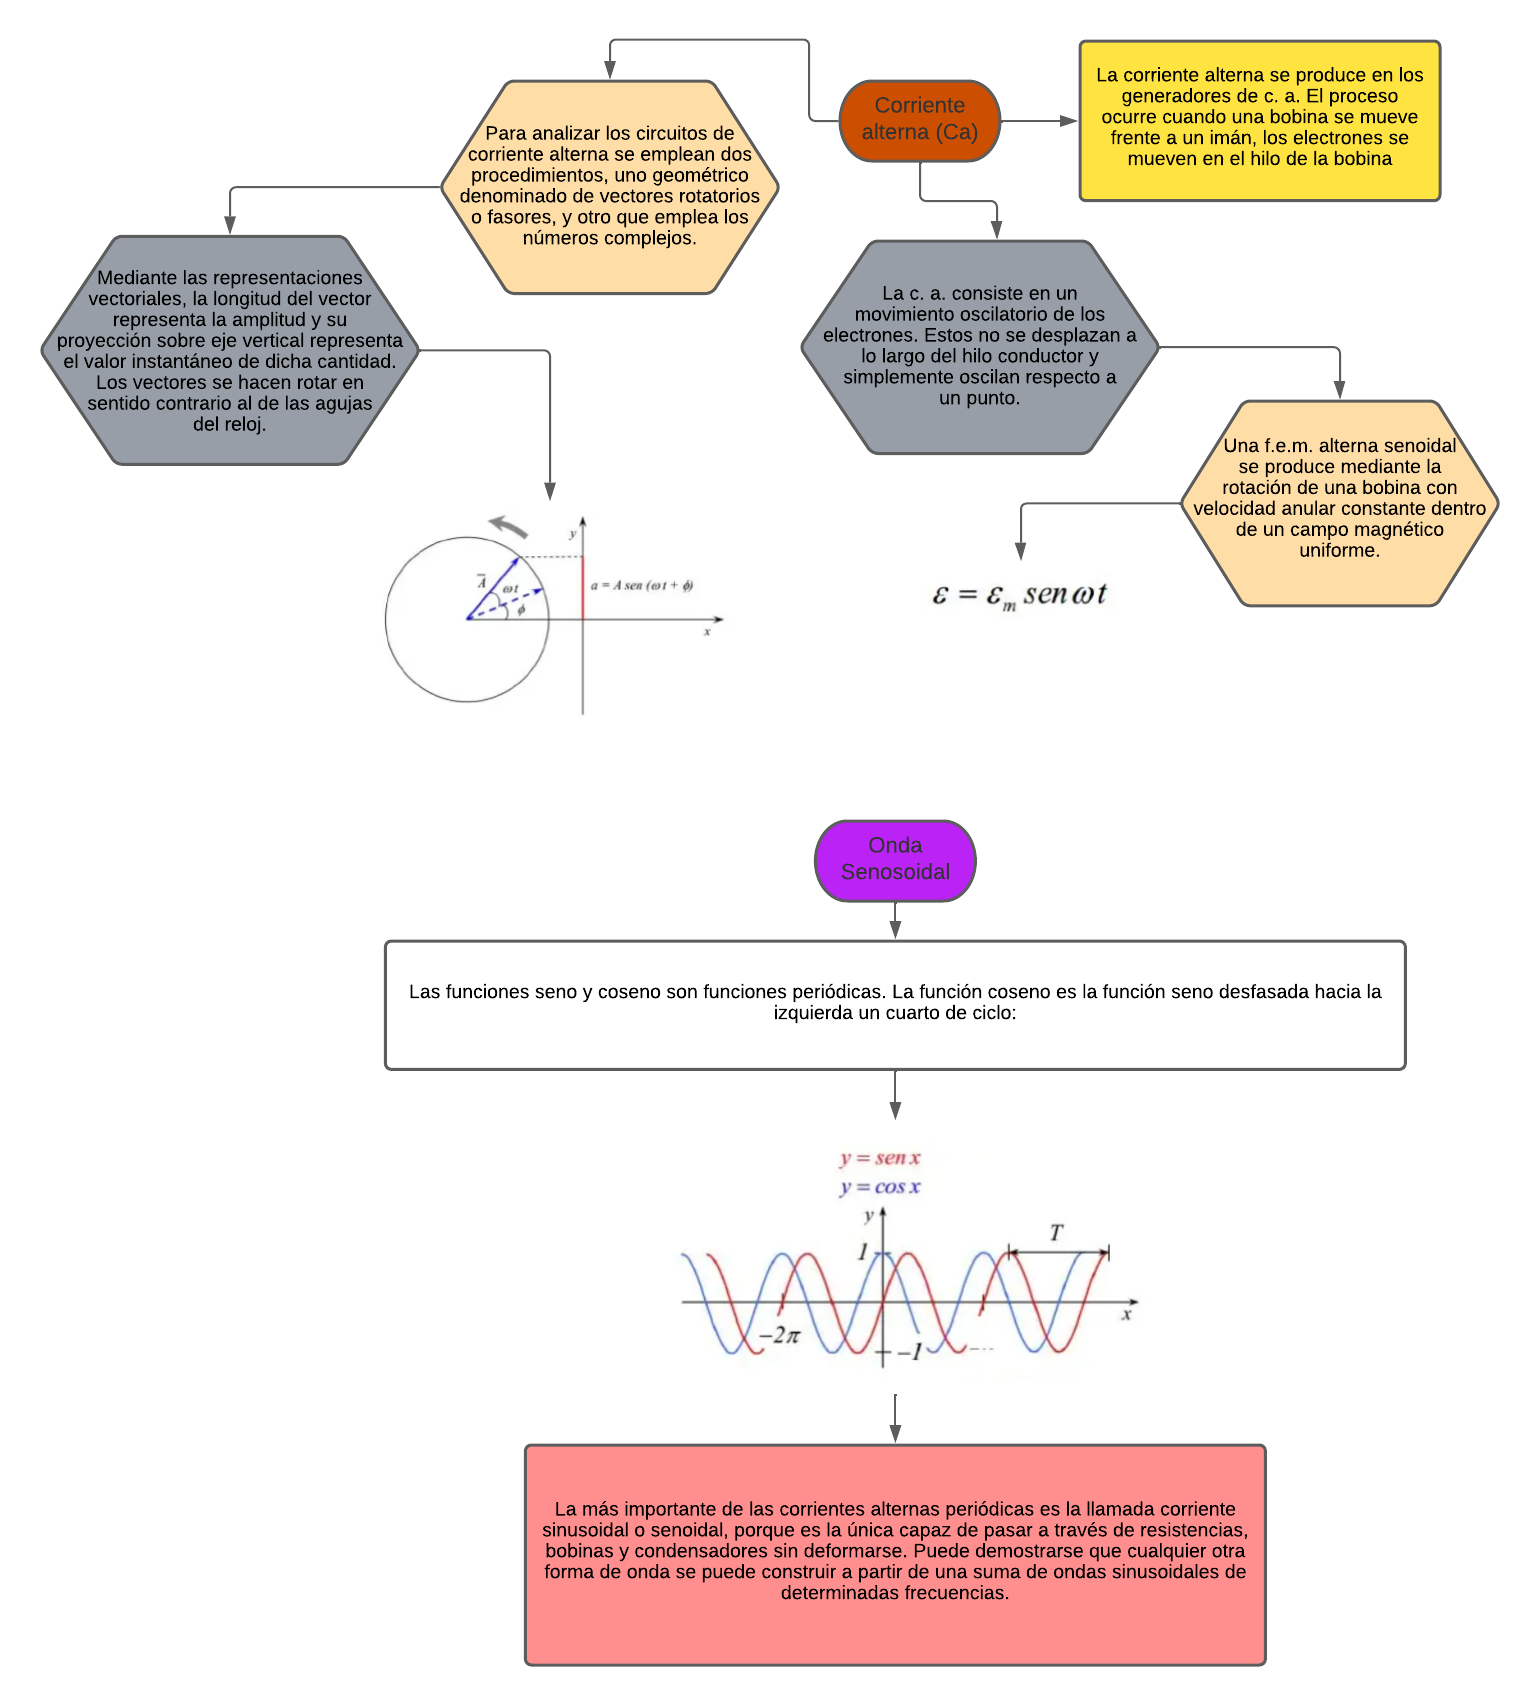 Corriente
alterna (Ca)
La corriente alterna se produce en los
generadores de c. a. El proceso
ocurre cuando una bobina se mueve
frente a un imán, los electrones se
mueven en el hilo de la bobina
Para analizar los circuitos de
corriente alterna se emplean dos
procedimientos, uno geométrico
denominado de vectores rotatorios
o fasores, y otro que emplea los
números complejos.
Mediante las representaciones
vectoriales, la longitud del vector
representa la amplitud y su
proyección sobre eje vertical representa
el valor instantáneo de dicha cantidad.
Los vectores se hacen rotar en
sentido contrario al de las agujas
del reloj.
La c. a. consiste en un
movimiento oscilatorio de los
electrones. Estos no se desplazan a
lo largo del hilo conductor y
simplemente oscilan respecto a
un punto.
Una f.e.m. alterna senoidal
se produce mediante la
rotación de una bobina con
velocidad anular constante dentro
de un campo magnético
uniforme.
y
A
ωt
ϕ
a = A sen (ωt + ϕ)
x
ε = εm sen ωt
Onda
Senosoidal
Las funciones seno y coseno son funciones periódicas. La función coseno es la función seno desfasada hacia la
izquierda un cuarto de ciclo:
y = sen x
y = cos x
y
T
1
x
−2π
−1
La más importante de las corrientes alternas periódicas es la llamada corriente
sinusoidal o senoidal, porque es la única capaz de pasar a través de resistencias,
bobinas y condensadores sin deformarse. Puede demostrarse que cualquier otra
forma de onda se puede construir a partir de una suma de ondas sinusoidales de
determinadas frecuencias.